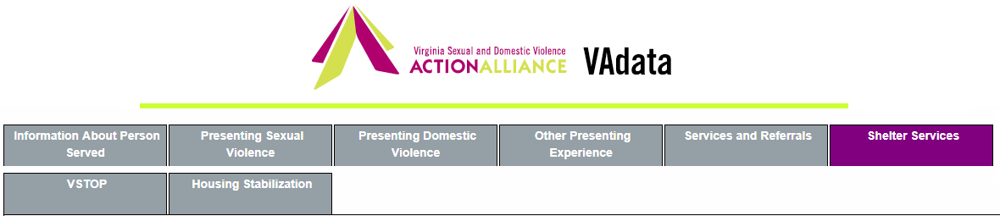 Virginia Sexual and Domestic Violence
ACTIONALLIANCE
VAdata
Information About Person
Served
Presenting Sexual
Violence
Presenting Domestic
Violence
Other Presenting
Experience
Services and Referrals
Shelter Services
VSTOP
Housing Stabilization